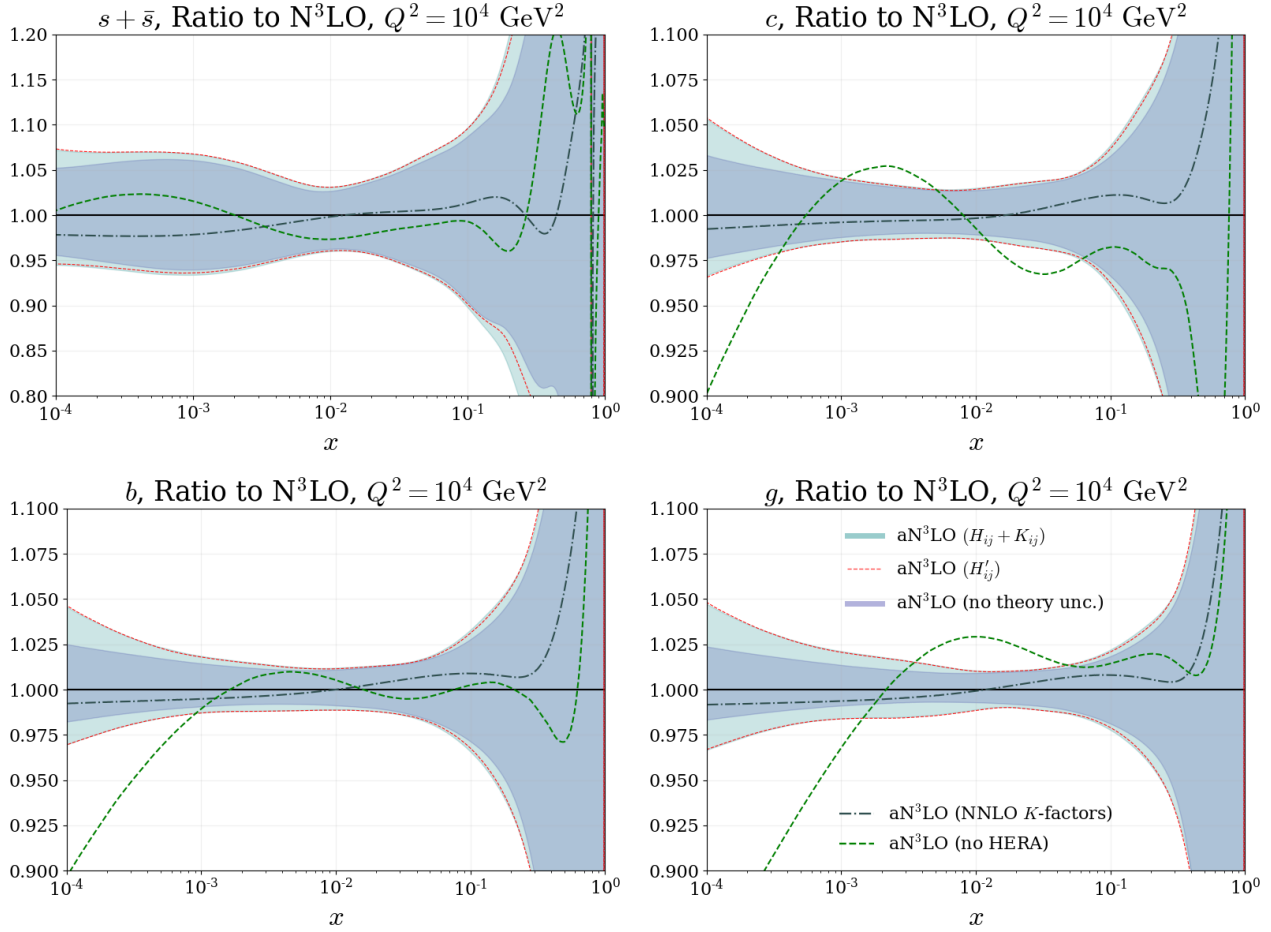 s + s̄, Ratio to N³LO, Q² = 10⁴ GeV²
1.20
1.15
1.10
1.05
1.00
0.95
0.90
0.85
0.80
10⁻⁴ 10⁻³ 10⁻² 10⁻¹ 10⁰
x
c, Ratio to N³LO, Q² = 10⁴ GeV²
1.100
1.075
1.050
1.025
1.000
0.975
0.950
0.925
0.900
10⁻⁴ 10⁻³ 10⁻² 10⁻¹ 10⁰
x
b, Ratio to N³LO, Q² = 10⁴ GeV²
1.100
1.075
1.050
1.025
1.000
0.975
0.950
0.925
0.900
10⁻⁴ 10⁻³ 10⁻² 10⁻¹ 10⁰
x
g, Ratio to N³LO, Q² = 10⁴ GeV²
1.100
1.075
1.050
1.025
1.000
0.975
0.950
0.925
0.900
aN³LO (Hᵢⱼ + Kᵢⱼ)
aN³LO (H′ᵢⱼ)
aN³LO (no theory unc.)
aN³LO (NNLO K-factors)
aN³LO (no HERA)
10⁻⁴ 10⁻³ 10⁻² 10⁻¹ 10⁰
x